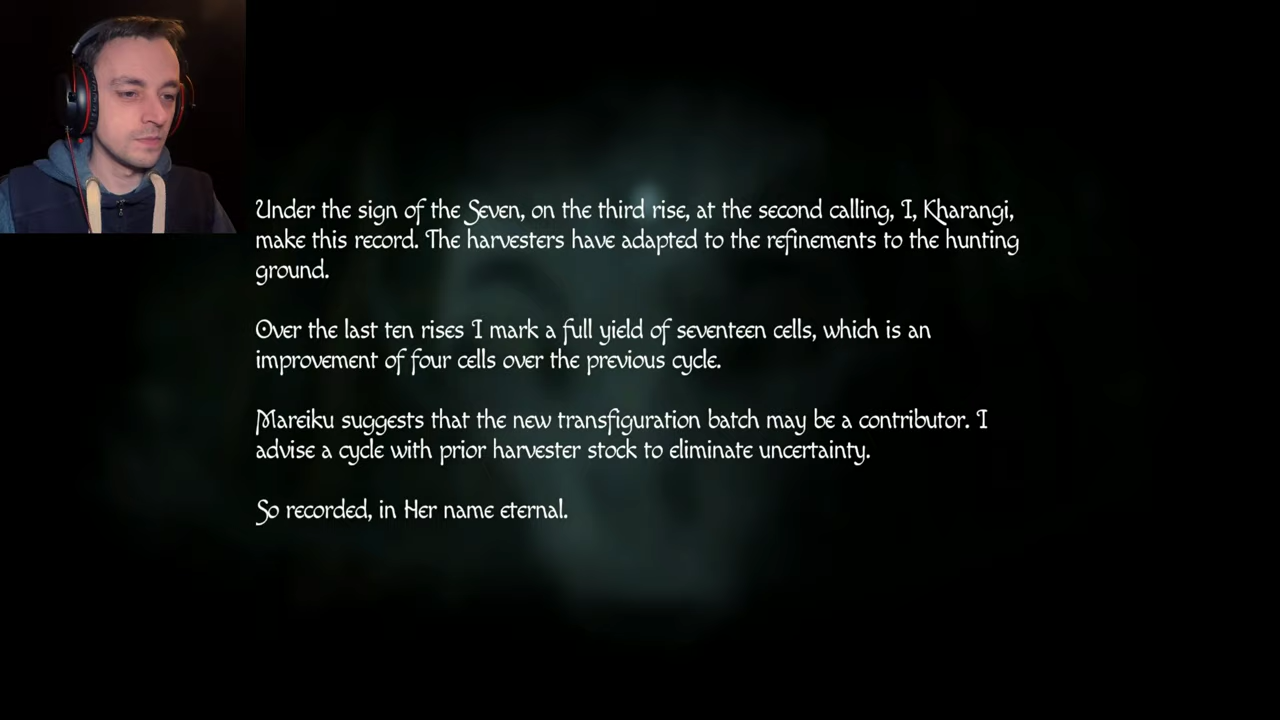 Under the sign of the Seven, on the third rise, at the second calling, I, Kharangi,
make this record. The harvesters have adapted to the refinements to the hunting
ground.
Over the last ten rises I mark a full yield of seventeen cells, which is an
improvement of four cells over the previous cycle.
Mareiku suggests that the new transfiguration batch may be a contributor. I
advise a cycle with prior harvester stock to eliminate uncertainty.
So recorded, in Her name eternal.